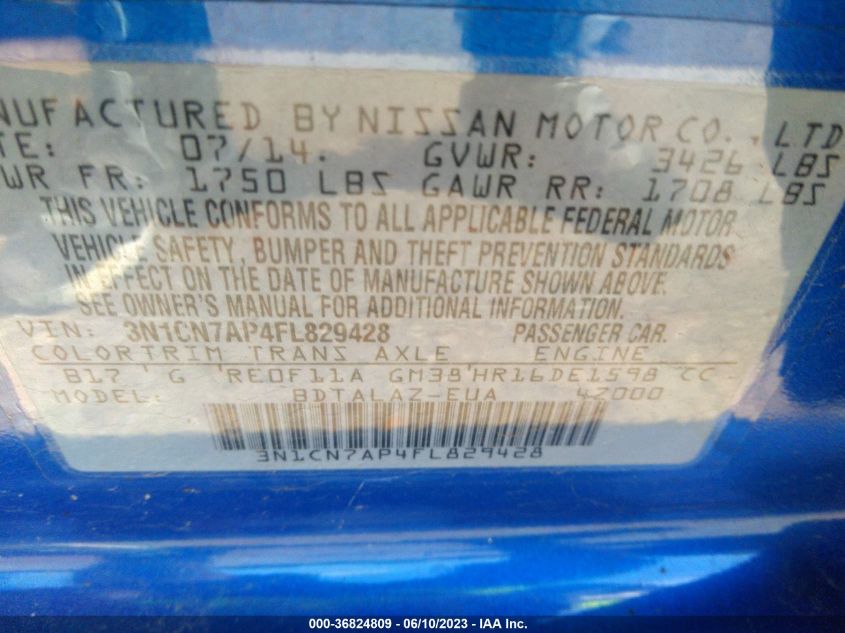 NUFACTURED BY NISSAN MOTOR CO., LTD
TE: 07/14. GVWR: 3426 LBS
WR FR: 1750 LBS GAWR RR: 1708 LBS
THIS VEHICLE CONFORMS TO ALL APPLICABLE FEDERAL MOTOR
VEHICLE SAFETY, BUMPER AND THEFT PREVENTION STANDARDS
IN EFFECT ON THE DATE OF MANUFACTURE SHOWN ABOVE.
SEE OWNER'S MANUAL FOR ADDITIONAL INFORMATION.
VIN: 3N1CN7AP4FL829428 PASSENGER CAR.
COLORTRIM TRANS AXLE ENGINE
B17 G RE0F11A GM38 HR16DE1598 CC
MODEL: BDTALAZ-EUA 42000
3N1CN7AP4FL829428
000-36824809 - 06/10/2023 - IAA Inc.